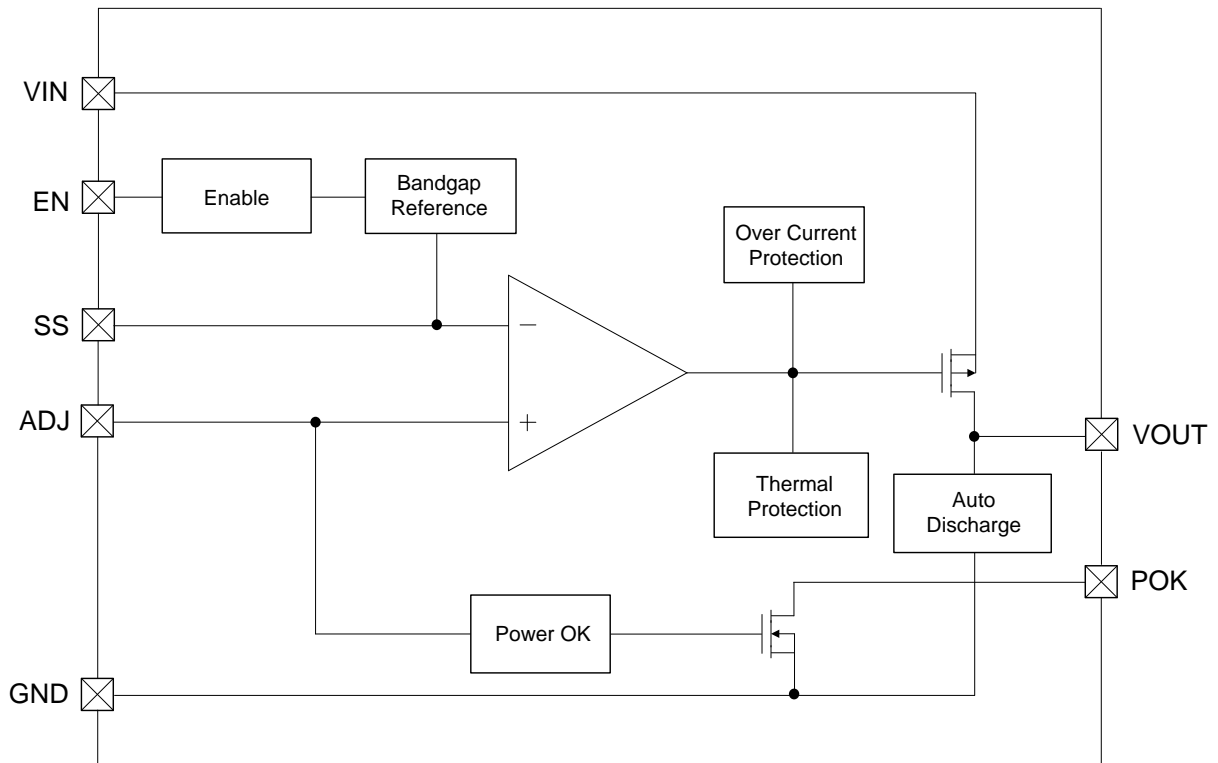 VIN
EN
Enable
Bandgap
Reference
Over Current
Protection
SS
−
ADJ
+
VOUT
Thermal
Protection
Auto
Discharge
POK
Power OK
GND